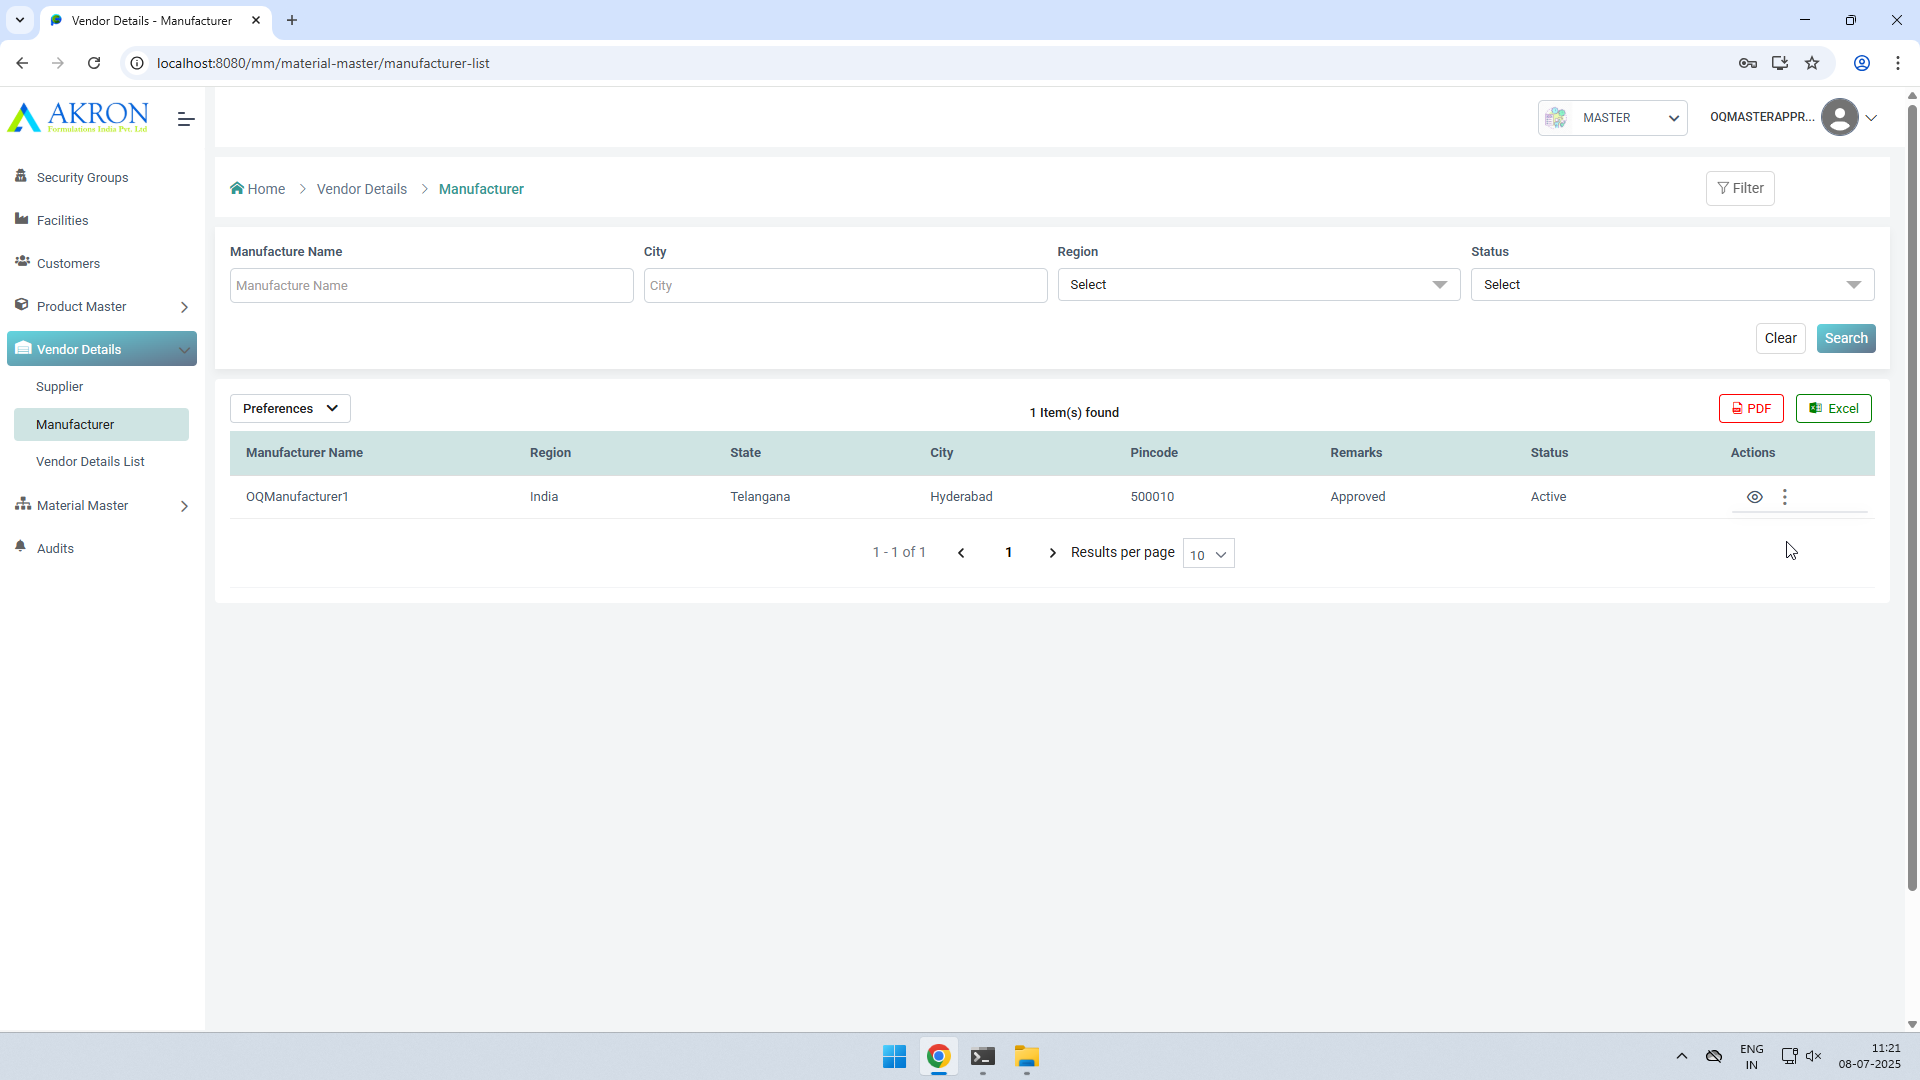 Vendor Details - Manufacturer
localhost:8080/mm/material-master/manufacturer-list
AKRON
Formulations India Pvt. Ltd
MASTER
OQMASTERAPPR...
Security Groups
Facilities
Customers
Product Master
Vendor Details
Supplier
Manufacturer
Vendor Details List
Material Master
Audits
Home > Vendor Details > Manufacturer
Filter
Manufacture Name City Region Status
Manufacture Name City Select Select
Clear Search
Preferences
1 Item(s) found
PDF Excel
Manufacturer Name Region State City Pincode Remarks Status Actions
OQManufacturer1 India Telangana Hyderabad 500010 Approved Active
1 - 1 of 1 1 Results per page 10
ENG
IN
11:21
08-07-2025